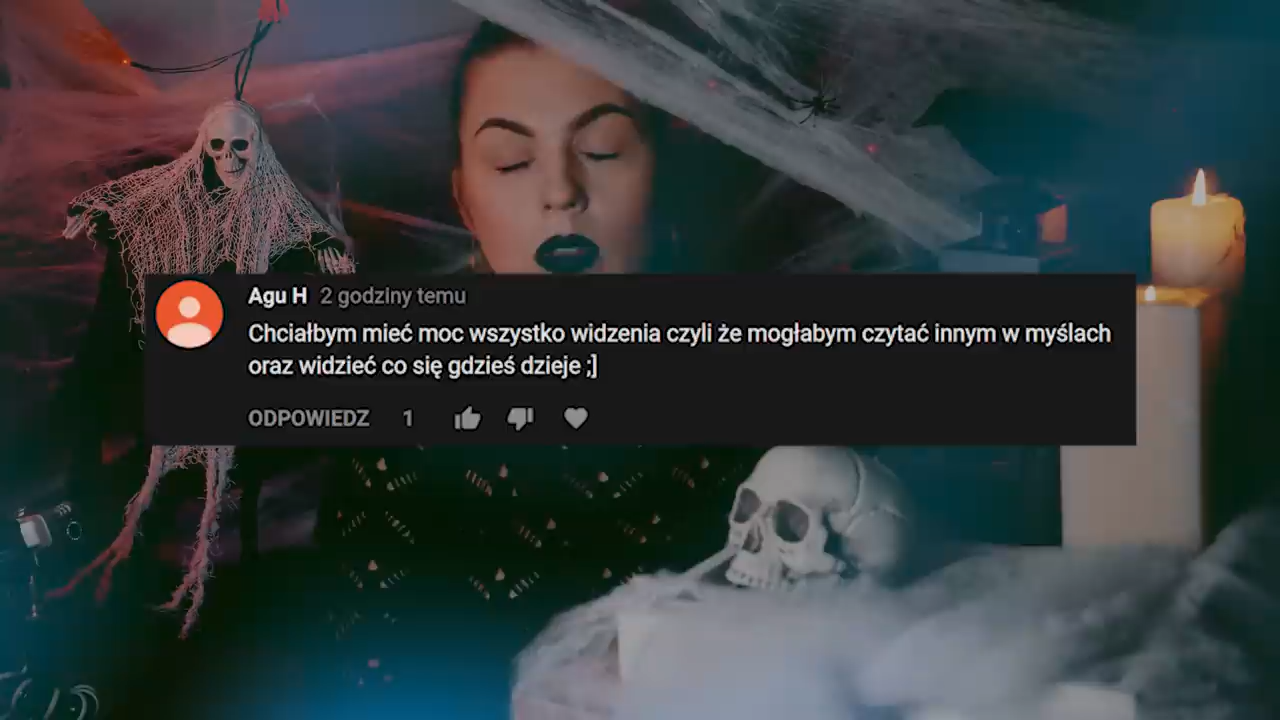 Agu H 2 godziny temu
Chciałbym mieć moc wszystko widzenia czyli że mogłabym czytać innym w myślach
oraz widzieć co się gdzieś dzieje ;]
ODPOWIEDZ 1